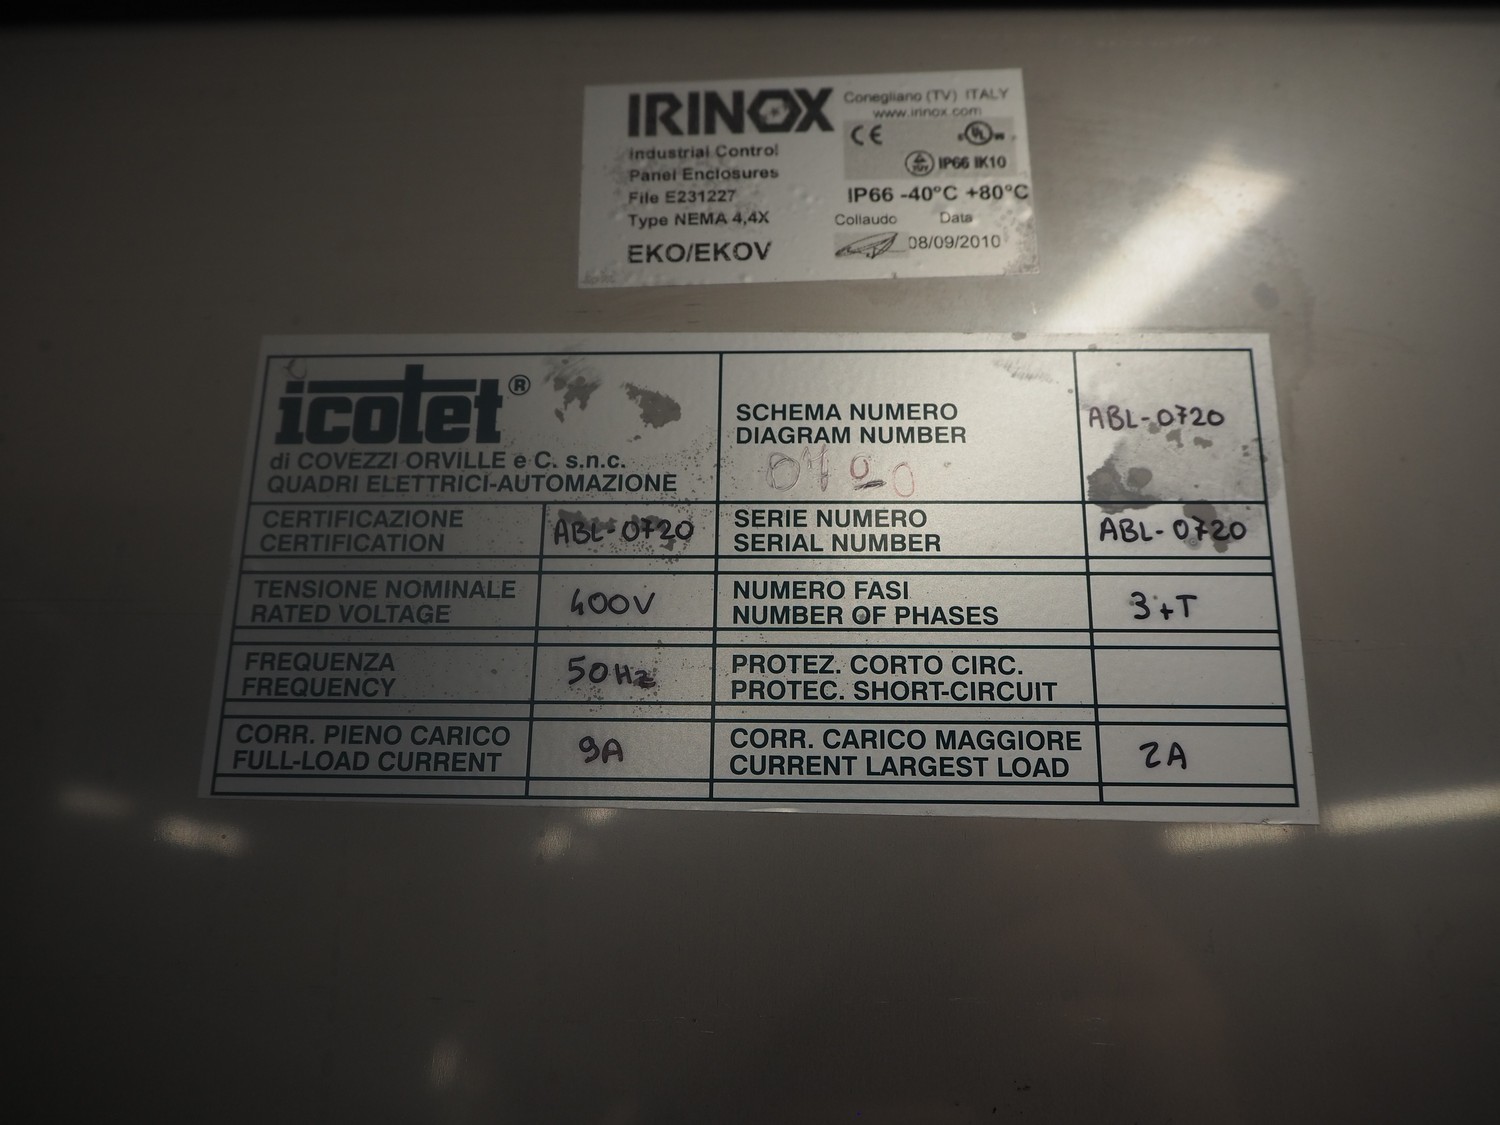 IRINOX
Conegliano (TV) ITALY
www.irinox.com
Industrial Control
Panel Enclosures
File E231227
Type NEMA 4,4X
EKO/EKOV
CE
UL
IP66 IK10
IP66 -40°C +80°C
Collaudo Data
08/09/2010
icotet®
di COVEZZI ORVILLE e C. s.n.c.
QUADRI ELETTRICI-AUTOMAZIONE
SCHEMA NUMERO
DIAGRAM NUMBER
ABL-0720
CERTIFICAZIONE
CERTIFICATION
ABL-0720
SERIE NUMERO
SERIAL NUMBER
ABL-0720
TENSIONE NOMINALE
RATED VOLTAGE
400V
NUMERO FASI
NUMBER OF PHASES
3+T
FREQUENZA
FREQUENCY
50Hz
PROTEZ. CORTO CIRC.
PROTEC. SHORT-CIRCUIT
CORR. PIENO CARICO
FULL-LOAD CURRENT
9A
CORR. CARICO MAGGIORE
CURRENT LARGEST LOAD
2A